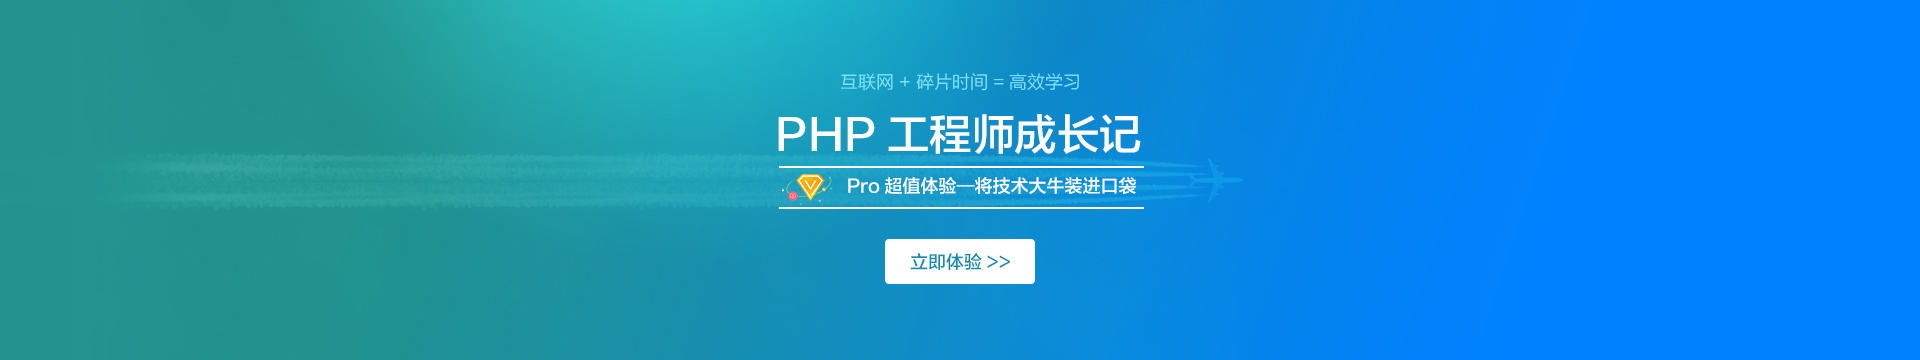 互联网 + 碎片时间 = 高效学习
PHP 工程师成长记
Pro 超值体验—将技术大牛装进口袋
立即体验 >>